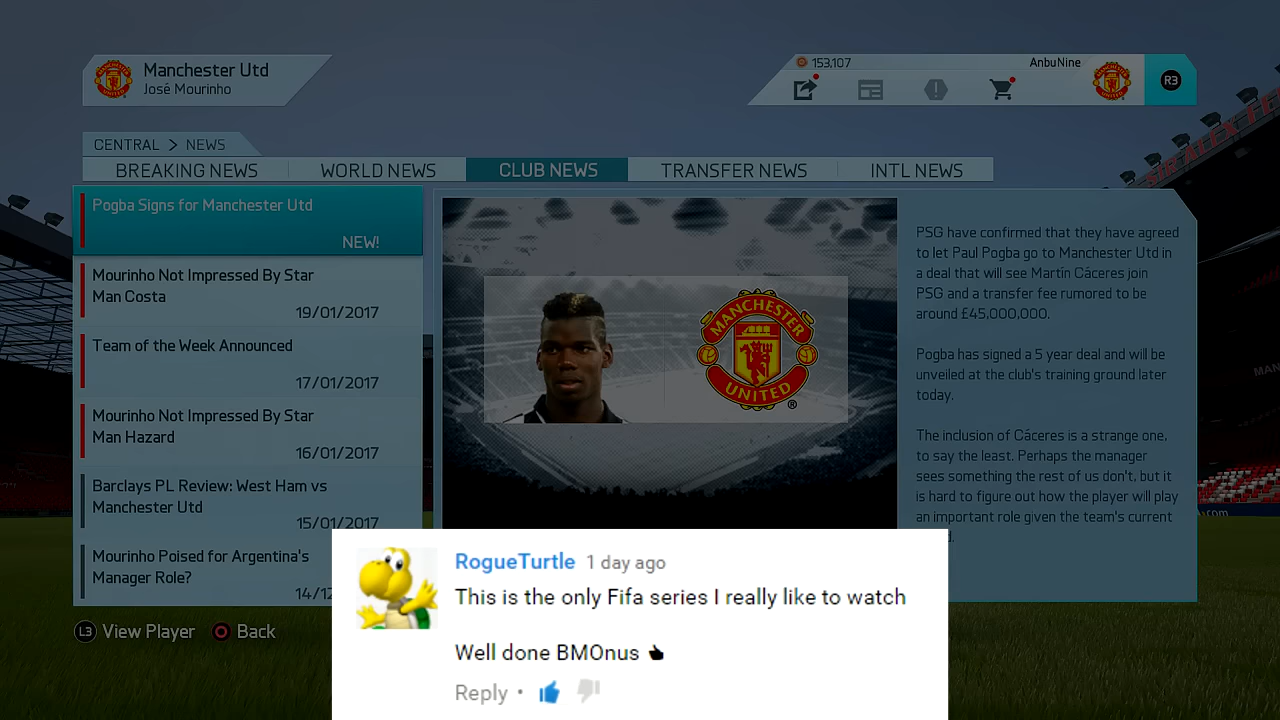 Manchester Utd
José Mourinho
153,107
AnbuNine
R3
CENTRAL > NEWS
BREAKING NEWS
WORLD NEWS
CLUB NEWS
TRANSFER NEWS
INTL NEWS
SIR ALEX FE
Pogba Signs for Manchester Utd
NEW!
Mourinho Not Impressed By Star
Man Costa
19/01/2017
Team of the Week Announced
17/01/2017
Mourinho Not Impressed By Star
Man Hazard
16/01/2017
Barclays PL Review: West Ham vs
Manchester Utd
15/01/2017
Mourinho Poised for Argentina's
Manager Role?
14/12
MANCHESTER
UNITED
®
PSG have confirmed that they have agreed
to let Paul Pogba go to Manchester Utd in
a deal that will see Martín Cáceres join
PSG and a transfer fee rumored to be
around £45,000,000.
Pogba has signed a 5 year deal and will be
unveiled at the club's training ground later
today.
The inclusion of Cáceres is a strange one,
to say the least. Perhaps the manager
sees something the rest of us don't, but it
is hard to figure out how the player will play
an important role given the team's current
d.
MAN
.com
L3 View Player
Back
RogueTurtle 1 day ago
This is the only Fifa series I really like to watch
Well done BMOnus
Reply •